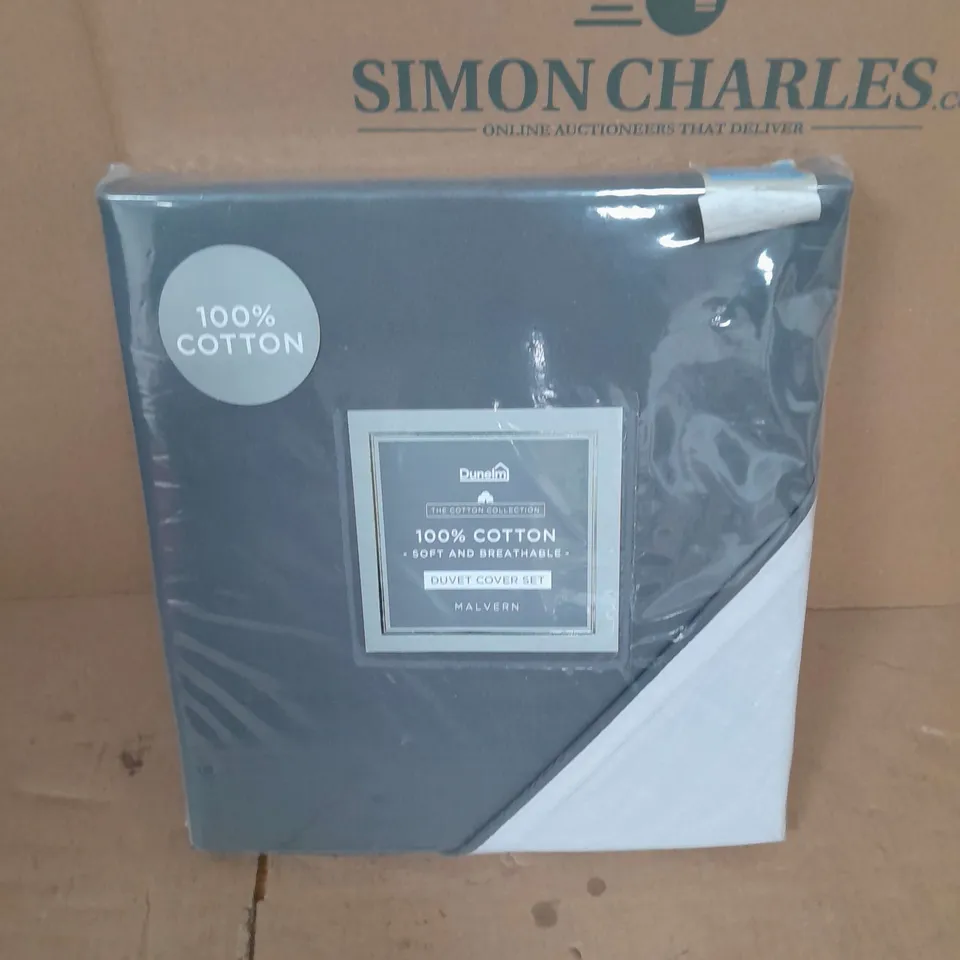 SIMON CHARLES.c
ONLINE AUCTIONEERS THAT DELIVER
100%
COTTON
Dunelm
THE COTTON COLLECTION
100% COTTON
- SOFT AND BREATHABLE -
DUVET COVER SET
MALVERN